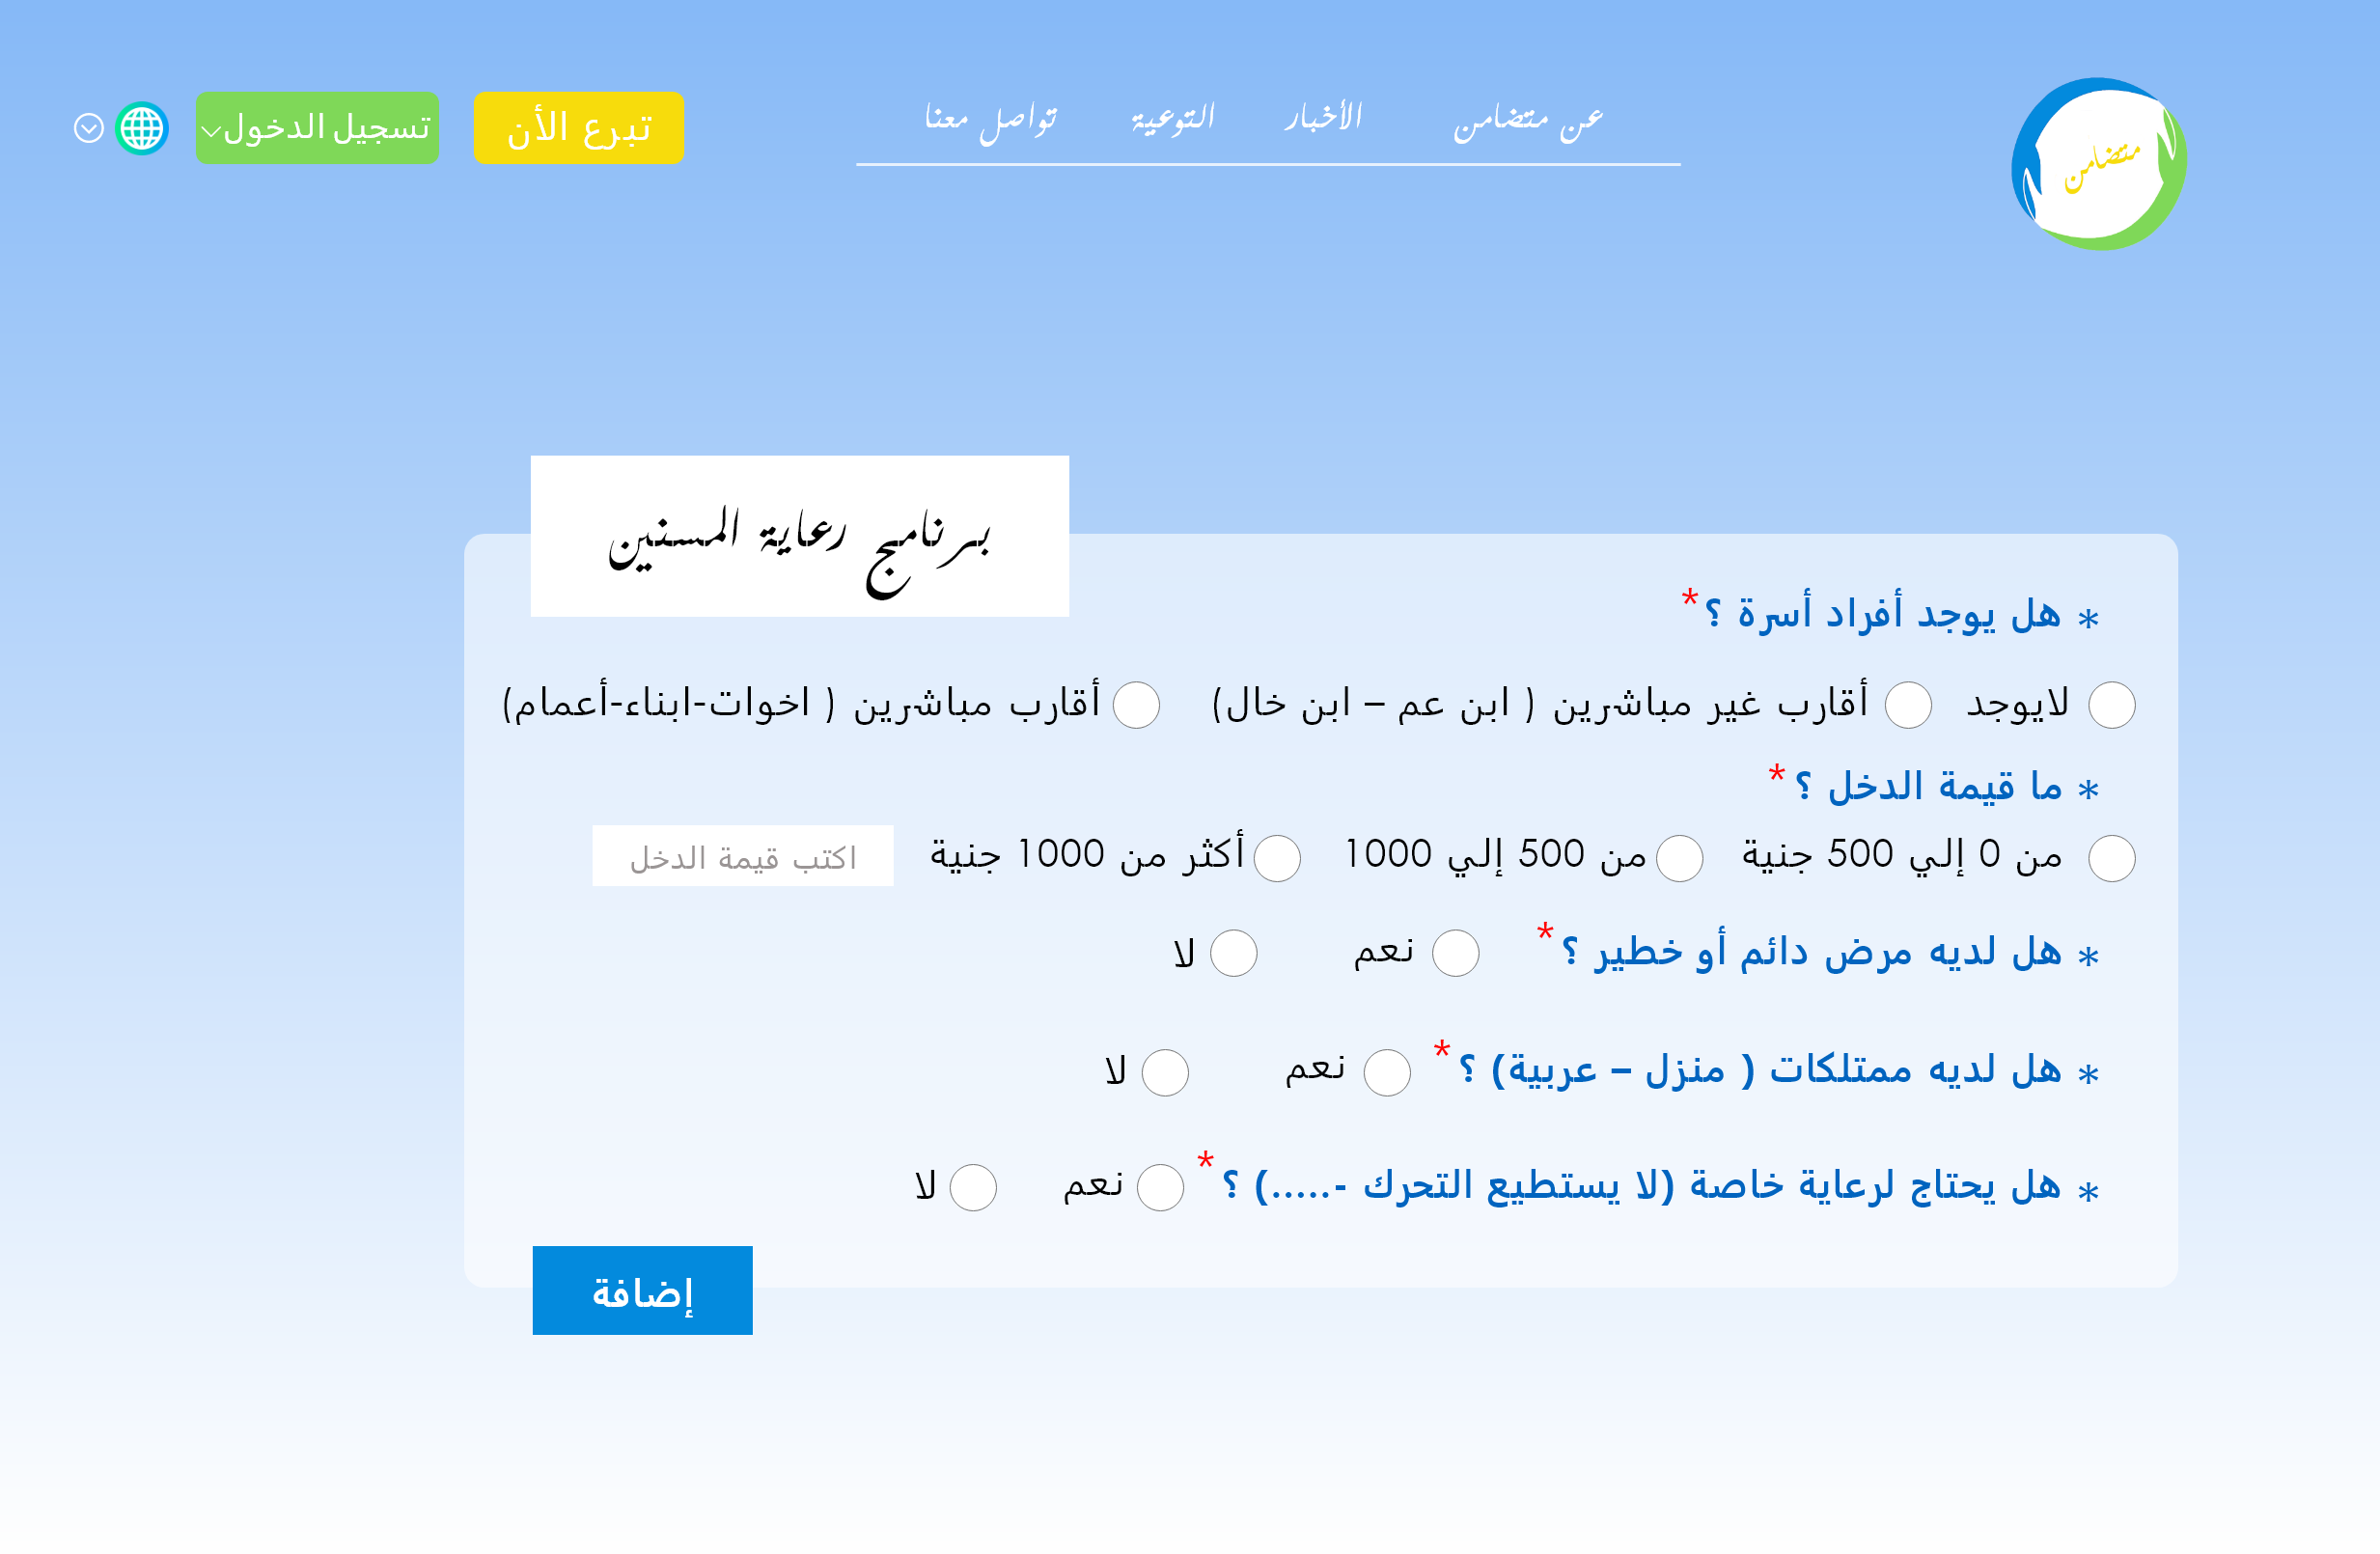 متضامن
عن متضامن الأخبار التوعية تواصل معنا
تبرع الأن
تسجيل الدخول
برنامج رعاية المسنين
* هل يوجد أفراد أسرة ؟*
لايوجد أقارب غير مباشرين ( ابن عم – ابن خال) أقارب مباشرين ( اخوات-ابناء-أعمام)
* ما قيمة الدخل ؟ *
من 0 إلي 500 جنية من 500 إلي 1000 أكثر من 1000 جنية اكتب قيمة الدخل
* هل لديه مرض دائم أو خطير ؟* نعم لا
* هل لديه ممتلكات ( منزل – عربية) ؟ * نعم لا
* هل يحتاج لرعاية خاصة (لا يستطيع التحرك -.....) ؟* نعم لا
إضافة